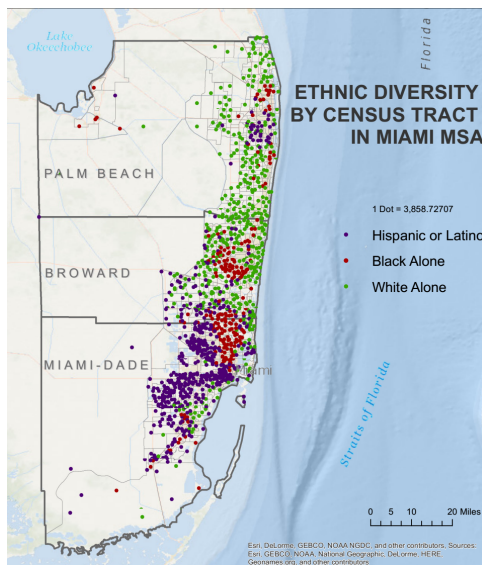 Lake
Okeechobee
Florida
ETHNIC DIVERSITY
BY CENSUS TRACT
IN MIAMI MSA
PALM BEACH
1 Dot = 3,858.72707
Hispanic or Latino
Black Alone
White Alone
BROWARD
MIAMI-DADE
Miami
Straits of Florida
0 5 10 20 Miles
Esri, DeLorme, GEBCO, NOAA NGDC, and other contributors, Sources:
Esri, GEBCO, NOAA, National Geographic, DeLorme, HERE,
Geonames.org, and other contributors